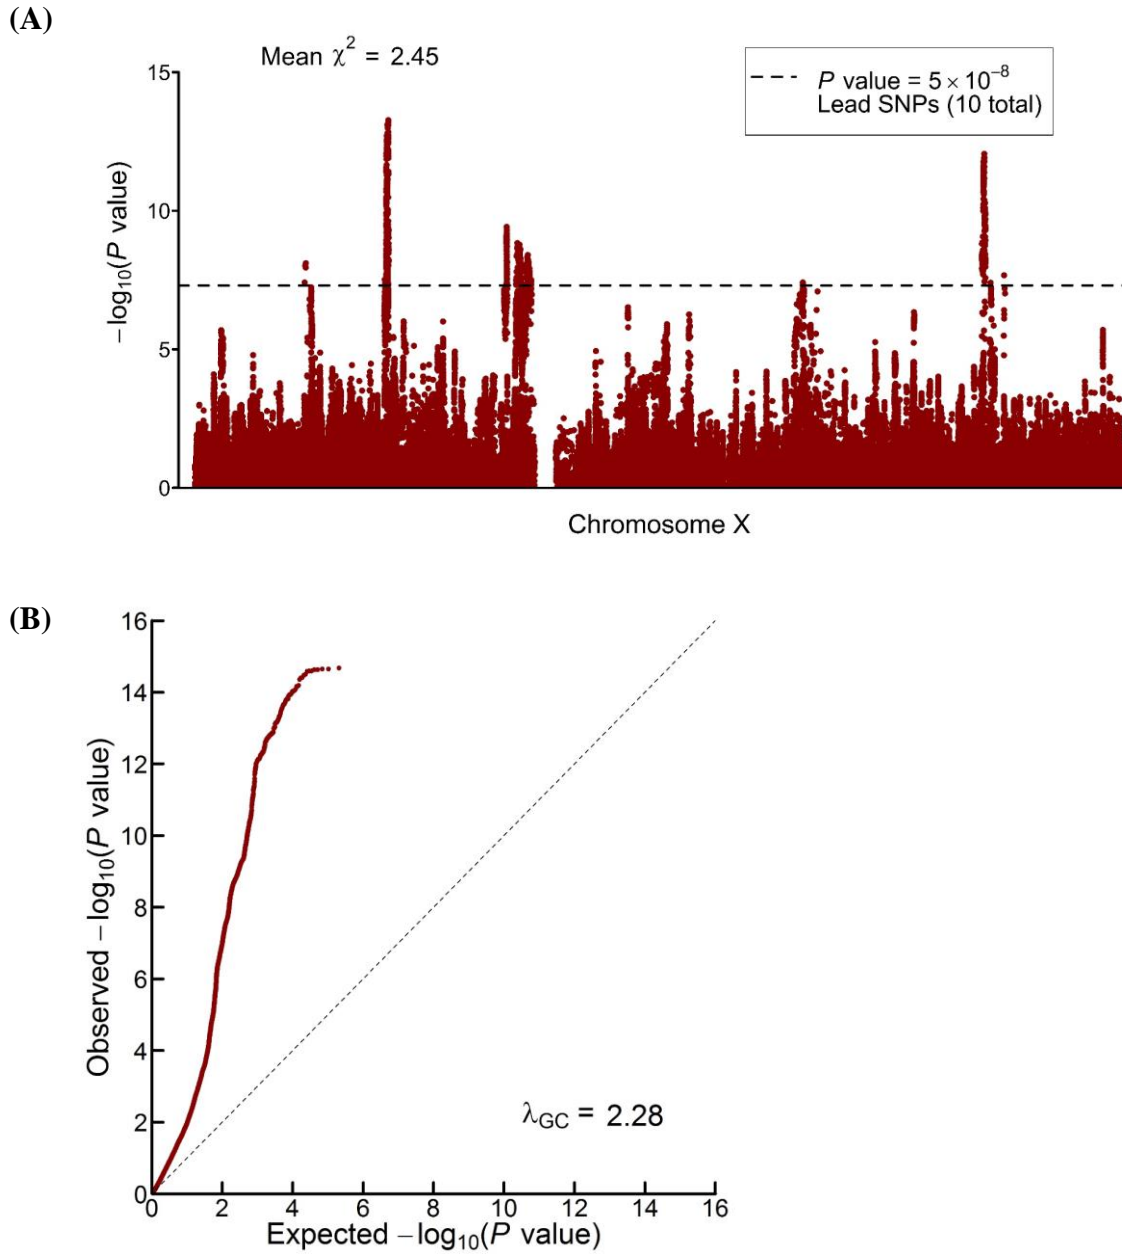 (A)
Mean χ² = 2.45
P value = 5 × 10⁻⁸
Lead SNPs (10 total)
15
10
5
0
−log₁₀(P value)
Chromosome X
(B)
16
14
12
10
8
6
4
2
0
Observed −log₁₀(P value)
λGC = 2.28
0 2 4 6 8 10 12 14 16
Expected −log₁₀(P value)